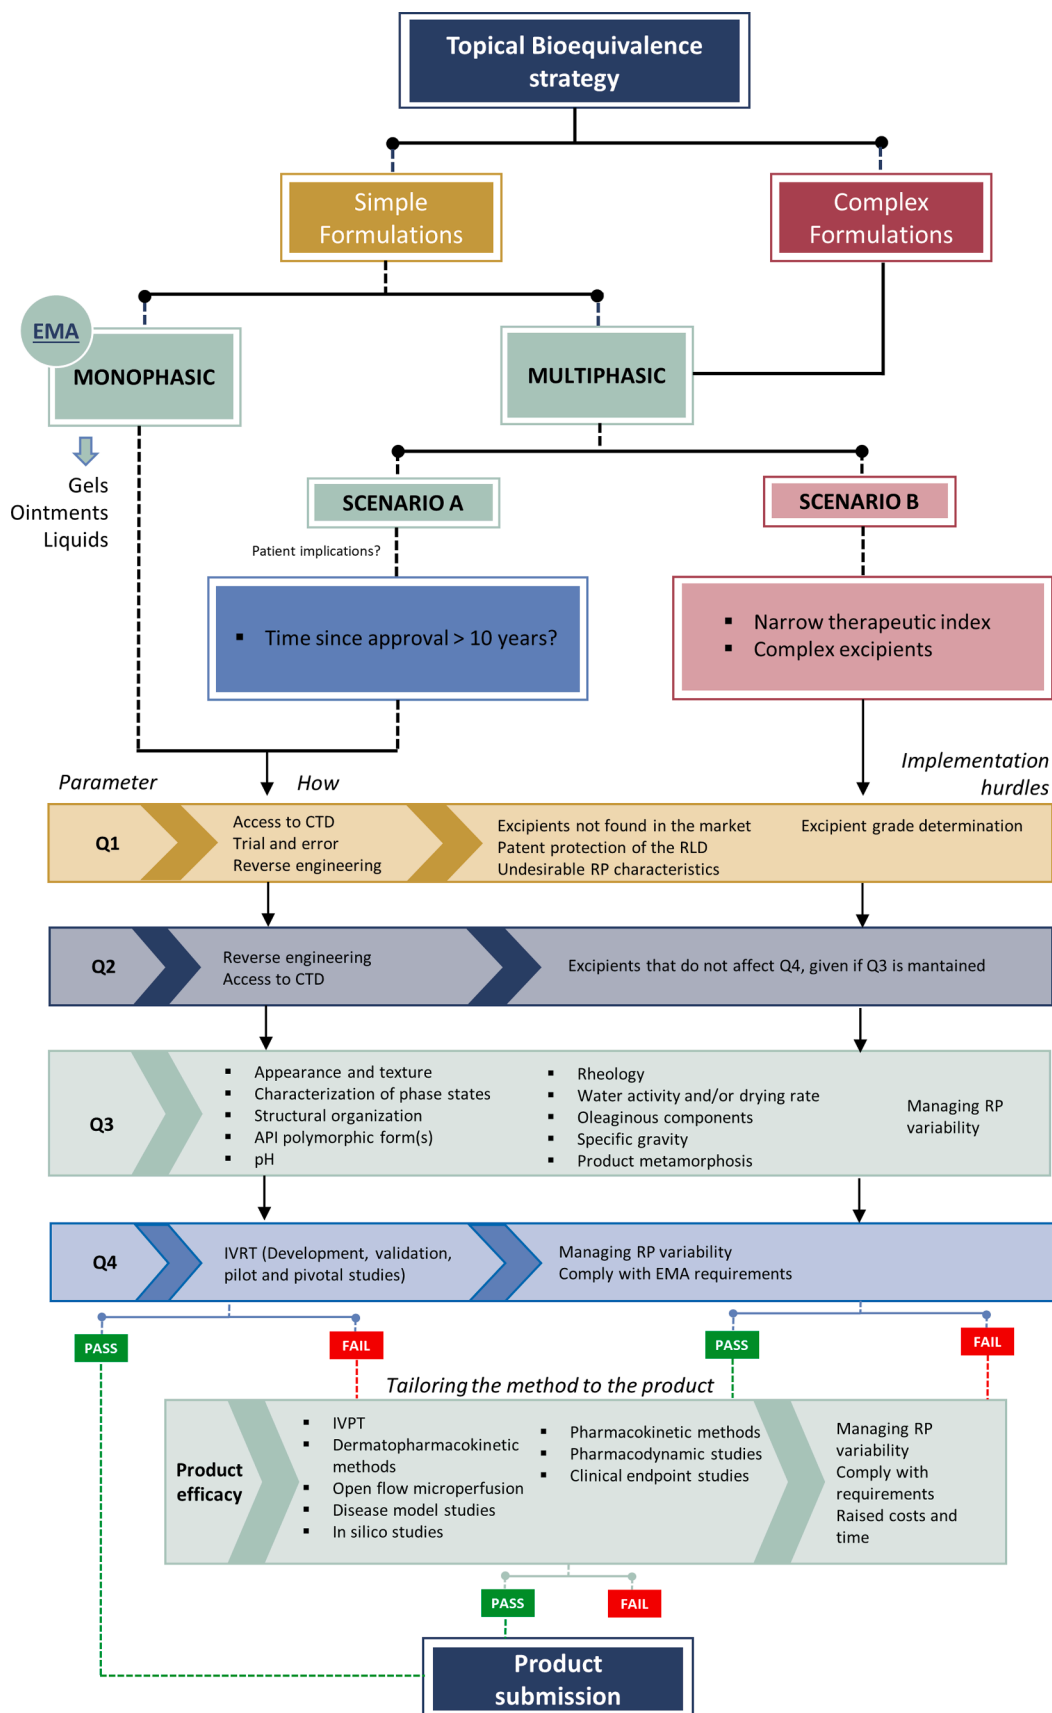 Topical Bioequivalence
strategy
Simple
Formulations
Complex
Formulations
EMA
MONOPHASIC
MULTIPHASIC
Gels
Ointments
Liquids
SCENARIO A
SCENARIO B
Patient implications?
▪ Time since approval > 10 years?
▪ Narrow therapeutic index
▪ Complex excipients
Parameter
How
Implementation
hurdles
Q1
Access to CTD
Trial and error
Reverse engineering
Excipients not found in the market
Patent protection of the RLD
Undesirable RP characteristics
Excipient grade determination
Q2
Reverse engineering
Access to CTD
Excipients that do not affect Q4, given if Q3 is mantained
Q3
▪ Appearance and texture
▪ Characterization of phase states
▪ Structural organization
▪ API polymorphic form(s)
▪ pH
▪ Rheology
▪ Water activity and/or drying rate
▪ Oleaginous components
▪ Specific gravity
▪ Product metamorphosis
Managing RP
variability
Q4
IVRT (Development, validation,
pilot and pivotal studies)
Managing RP variability
Comply with EMA requirements
PASS
FAIL
PASS
FAIL
Tailoring the method to the product
Product
efficacy
▪ IVPT
▪ Dermatopharmacokinetic
methods
▪ Open flow microperfusion
▪ Disease model studies
▪ In silico studies
▪ Pharmacokinetic methods
▪ Pharmacodynamic studies
▪ Clinical endpoint studies
Managing RP
variability
Comply with
requirements
Raised costs and
time
PASS
FAIL
Product
submission